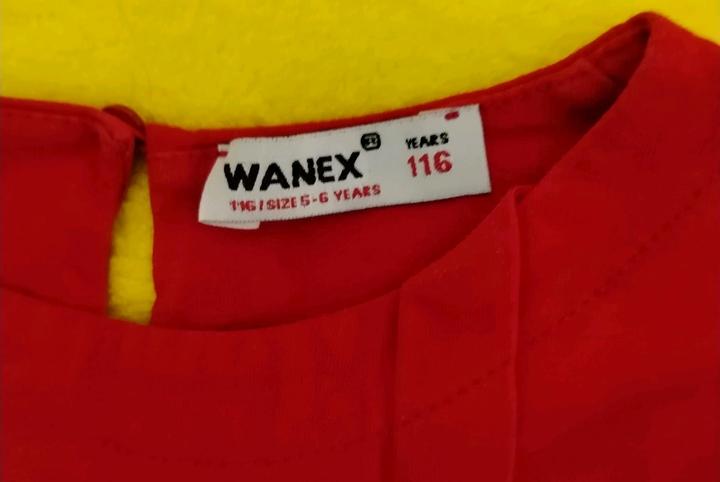 WANEX
116 / SIZE 5-6 YEARS
YEARS
116